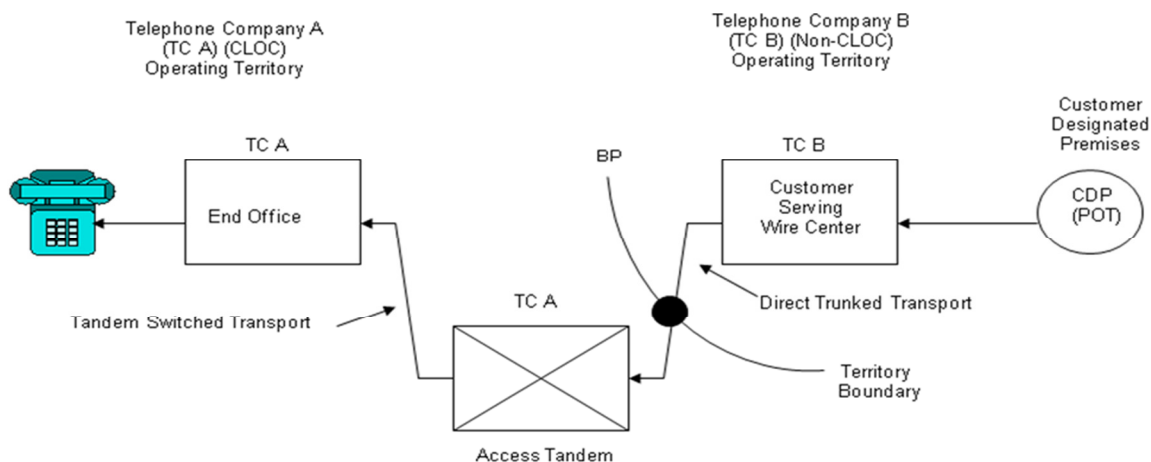 Telephone Company A
(TC A) (CLOC)
Operating Territory
Telephone Company B
(TC B) (Non-CLOC)
Operating Territory
Customer
Designated
Premises
TC A
End Office
BP
TC B
Customer
Serving
Wire Center
CDP
(POT)
Tandem Switched Transport
TC A
Direct Trunked Transport
Territory
Boundary
Access Tandem